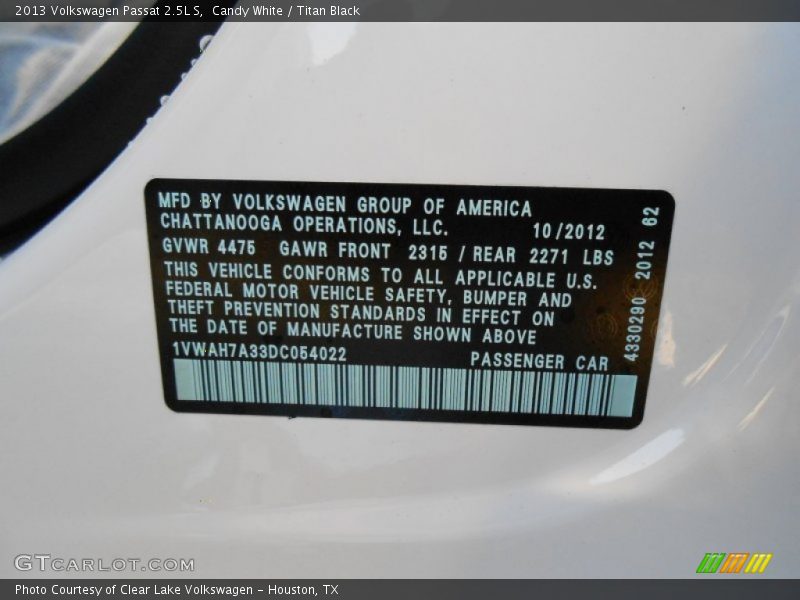 2013 Volkswagen Passat 2.5L S, Candy White / Titan Black
MFD BY VOLKSWAGEN GROUP OF AMERICA
CHATTANOOGA OPERATIONS, LLC. 10/2012
GVWR 4475 GAWR FRONT 2315 / REAR 2271 LBS
THIS VEHICLE CONFORMS TO ALL APPLICABLE U.S.
FEDERAL MOTOR VEHICLE SAFETY, BUMPER AND
THEFT PREVENTION STANDARDS IN EFFECT ON
THE DATE OF MANUFACTURE SHOWN ABOVE
1VWAH7A33DC054022 PASSENGER CAR
4330290 2012 62
GTCARLOT.COM
Photo Courtesy of Clear Lake Volkswagen - Houston, TX